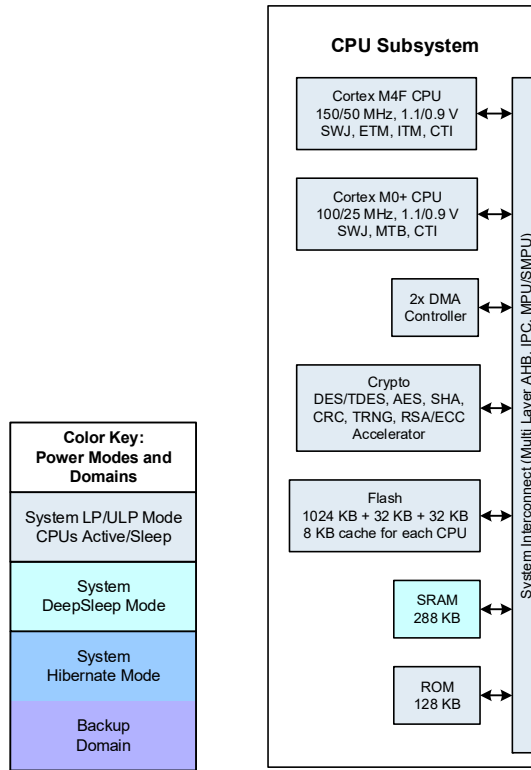 CPU Subsystem
Cortex M4F CPU
150/50 MHz, 1.1/0.9 V
SWJ, ETM, ITM, CTI
Cortex M0+ CPU
100/25 MHz, 1.1/0.9 V
SWJ, MTB, CTI
2x DMA
Controller
Crypto
DES/TDES, AES, SHA,
CRC, TRNG, RSA/ECC
Accelerator
Flash
1024 KB + 32 KB + 32 KB
8 KB cache for each CPU
SRAM
288 KB
ROM
128 KB
System Interconnect (Multi Layer AHB, IPC, MPU/SMPU)
Color Key:
Power Modes and
Domains
System LP/ULP Mode
CPUs Active/Sleep
System
DeepSleep Mode
System
Hibernate Mode
Backup
Domain